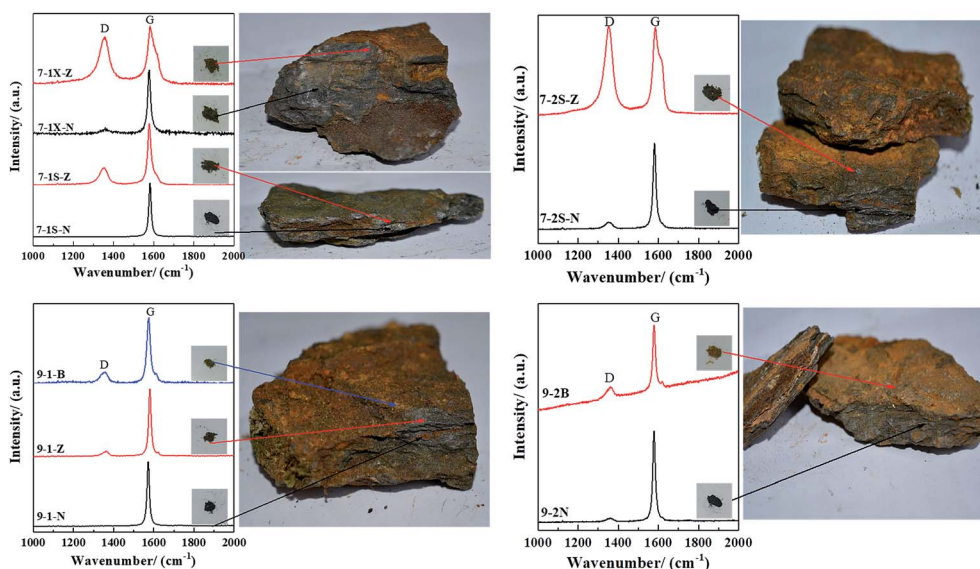 D
G
7-1X-Z
7-1X-N
7-1S-Z
7-1S-N
1000 1200 1400 1600 1800 2000
Wavenumber/ (cm-1)
Intensity/ (a.u.)
D
G
7-2S-Z
7-2S-N
1000 1200 1400 1600 1800 2000
Wavenumber/ (cm-1)
Intensity/ (a.u.)
G
D
9-1-B
9-1-Z
9-1-N
1000 1200 1400 1600 1800 2000
Wavenumber/ (cm-1)
Intensity/ (a.u.)
G
D
9-2B
9-2N
1000 1200 1400 1600 1800 2000
Wavenumber/ (cm-1)
Intensity/ (a.u.)